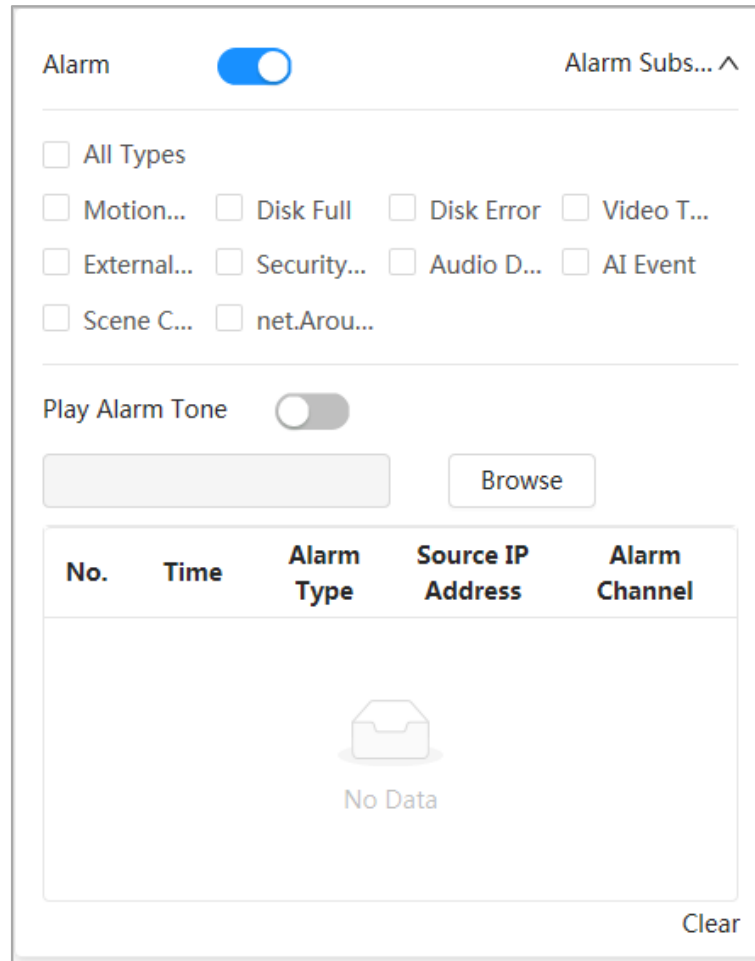 Alarm Alarm Subs...
All Types
Motion... Disk Full Disk Error Video T...
External... Security... Audio D... AI Event
Scene C... net.Arou...
Play Alarm Tone
Browse
No. Time Alarm Type Source IP Address Alarm Channel
No Data
Clear